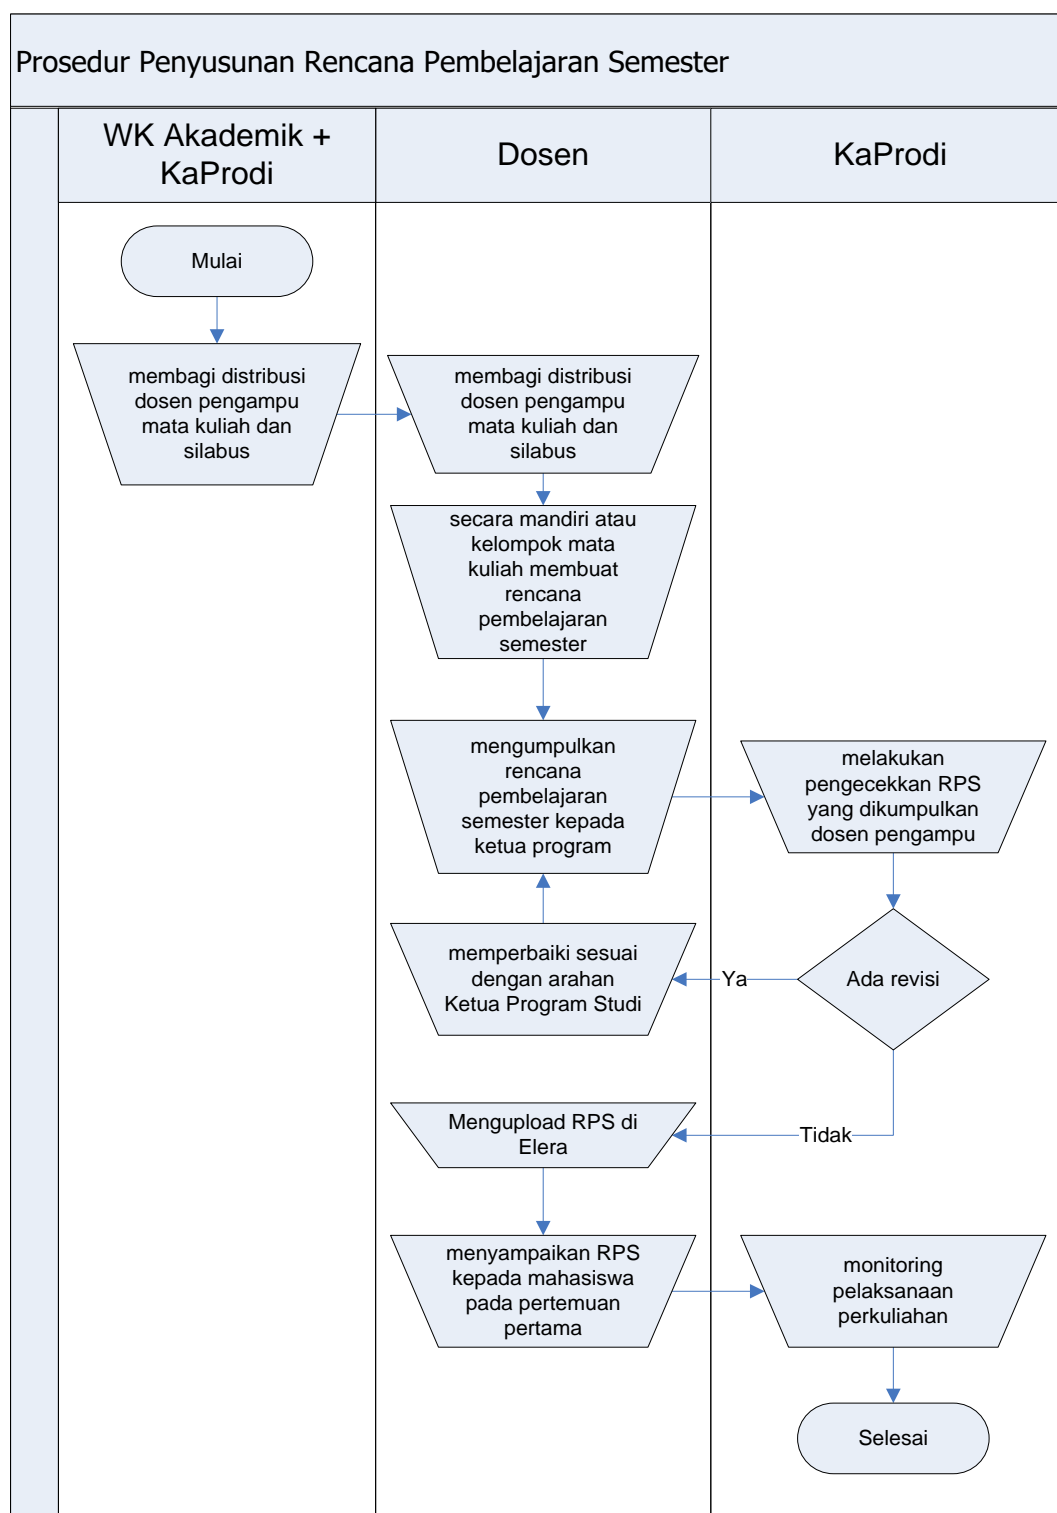 Prosedur Penyusunan Rencana Pembelajaran Semester
WK Akademik +
KaProdi
Dosen
KaProdi
Mulai
membagi distribusi
dosen pengampu
mata kuliah dan
silabus
membagi distribusi
dosen pengampu
mata kuliah dan
silabus
secara mandiri atau
kelompok mata
kuliah membuat
rencana
pembelajaran
semester
mengumpulkan
rencana
pembelajaran
semester kepada
ketua program
melakukan
pengecekkan RPS
yang dikumpulkan
dosen pengampu
memperbaiki sesuai
dengan arahan
Ketua Program Studi
Ya
Ada revisi
Mengupload RPS di
Elera
Tidak
menyampaikan RPS
kepada mahasiswa
pada pertemuan
pertama
monitoring
pelaksanaan
perkuliahan
Selesai